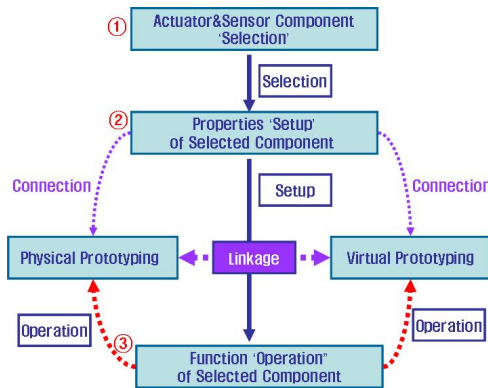 ① Actuator&Sensor Component
'Selection'
Selection
② Properties 'Setup'
of Selected Component
Connection
Connection
Setup
Physical Prototyping
Linkage
Virtual Prototyping
Operation
Operation
③ Function 'Operation"
of Selected Component